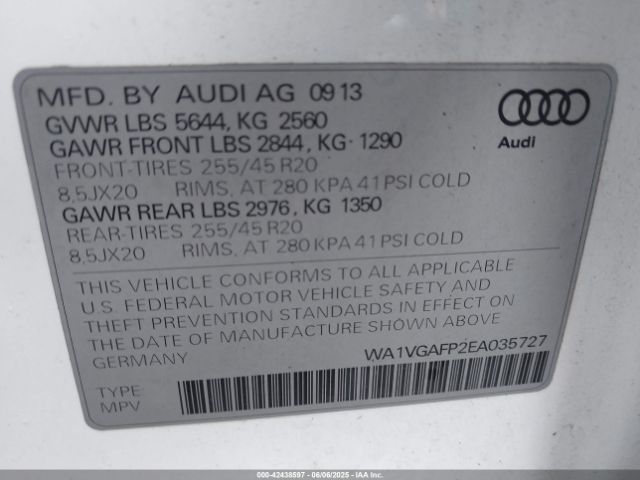 MFD. BY AUDI AG 09 13
GVWR LBS 5644, KG 2560
GAWR FRONT LBS 2844, KG 1290
FRONT-TIRES 255/45 R20
8,5JX20 RIMS, AT 280 KPA 41 PSI COLD
GAWR REAR LBS 2976, KG 1350
REAR-TIRES 255/45 R20
8,5JX20 RIMS, AT 280 KPA 41 PSI COLD
Audi
THIS VEHICLE CONFORMS TO ALL APPLICABLE
U.S. FEDERAL MOTOR VEHICLE SAFETY AND
THEFT PREVENTION STANDARDS IN EFFECT ON
THE DATE OF MANUFACTURE SHOWN ABOVE.
GERMANY WA1VGAFP2EA035727
TYPE
MPV
000-42438597 - 06/06/2025 - IAA Inc.